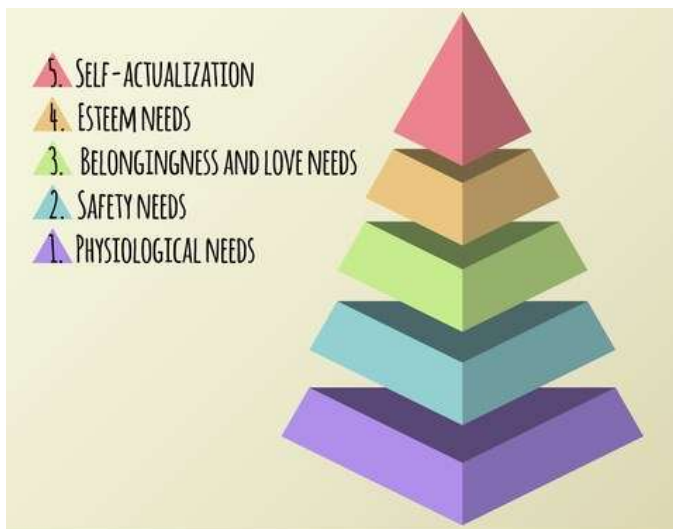 5. Self-actualization
4. Esteem needs
3. Belongingness and love needs
2. Safety needs
1. Physiological needs